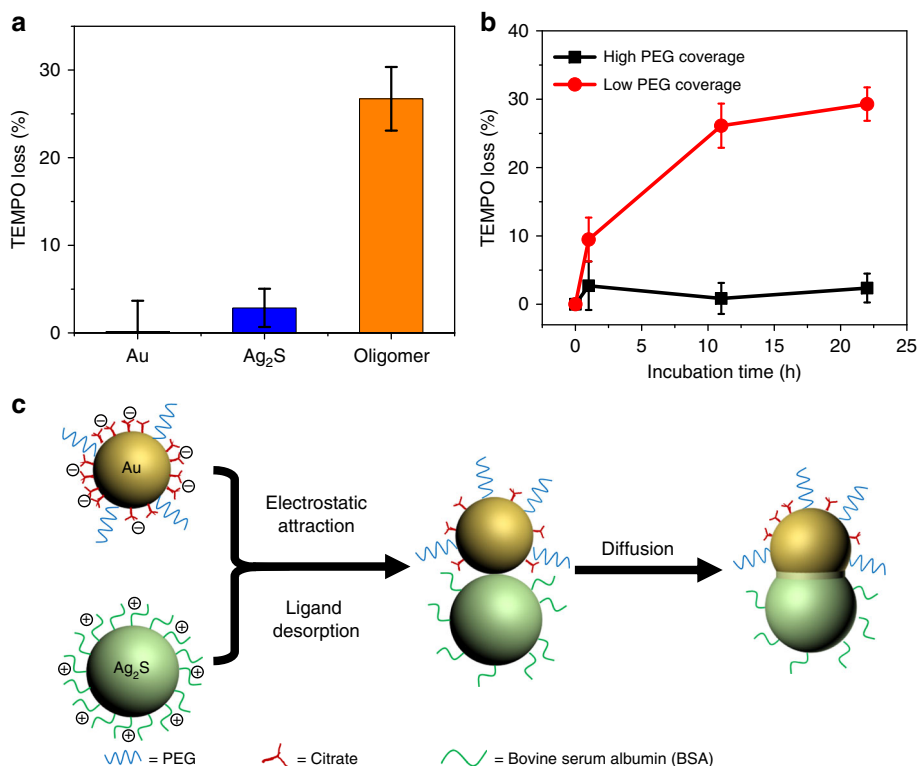 a
TEMPO loss (%)
30
20
10
0
Au
Ag₂S
Oligomer
b
TEMPO loss (%)
40
30
20
10
0
High PEG coverage
Low PEG coverage
0 5 10 15 20 25
Incubation time (h)
c
Au
Ag₂S
Electrostatic
attraction
Ligand
desorption
Diffusion
= PEG
= Citrate
= Bovine serum albumin (BSA)